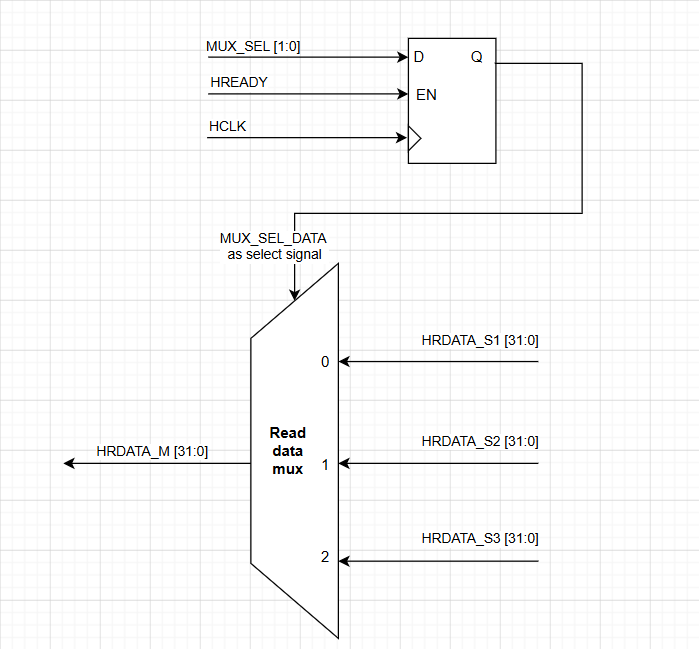 MUX_SEL [1:0]
D
Q
HREADY
EN
HCLK
MUX_SEL_DATA
as select signal
HRDATA_S1 [31:0]
0
Read
data
mux
HRDATA_M [31:0]
HRDATA_S2 [31:0]
1
HRDATA_S3 [31:0]
2